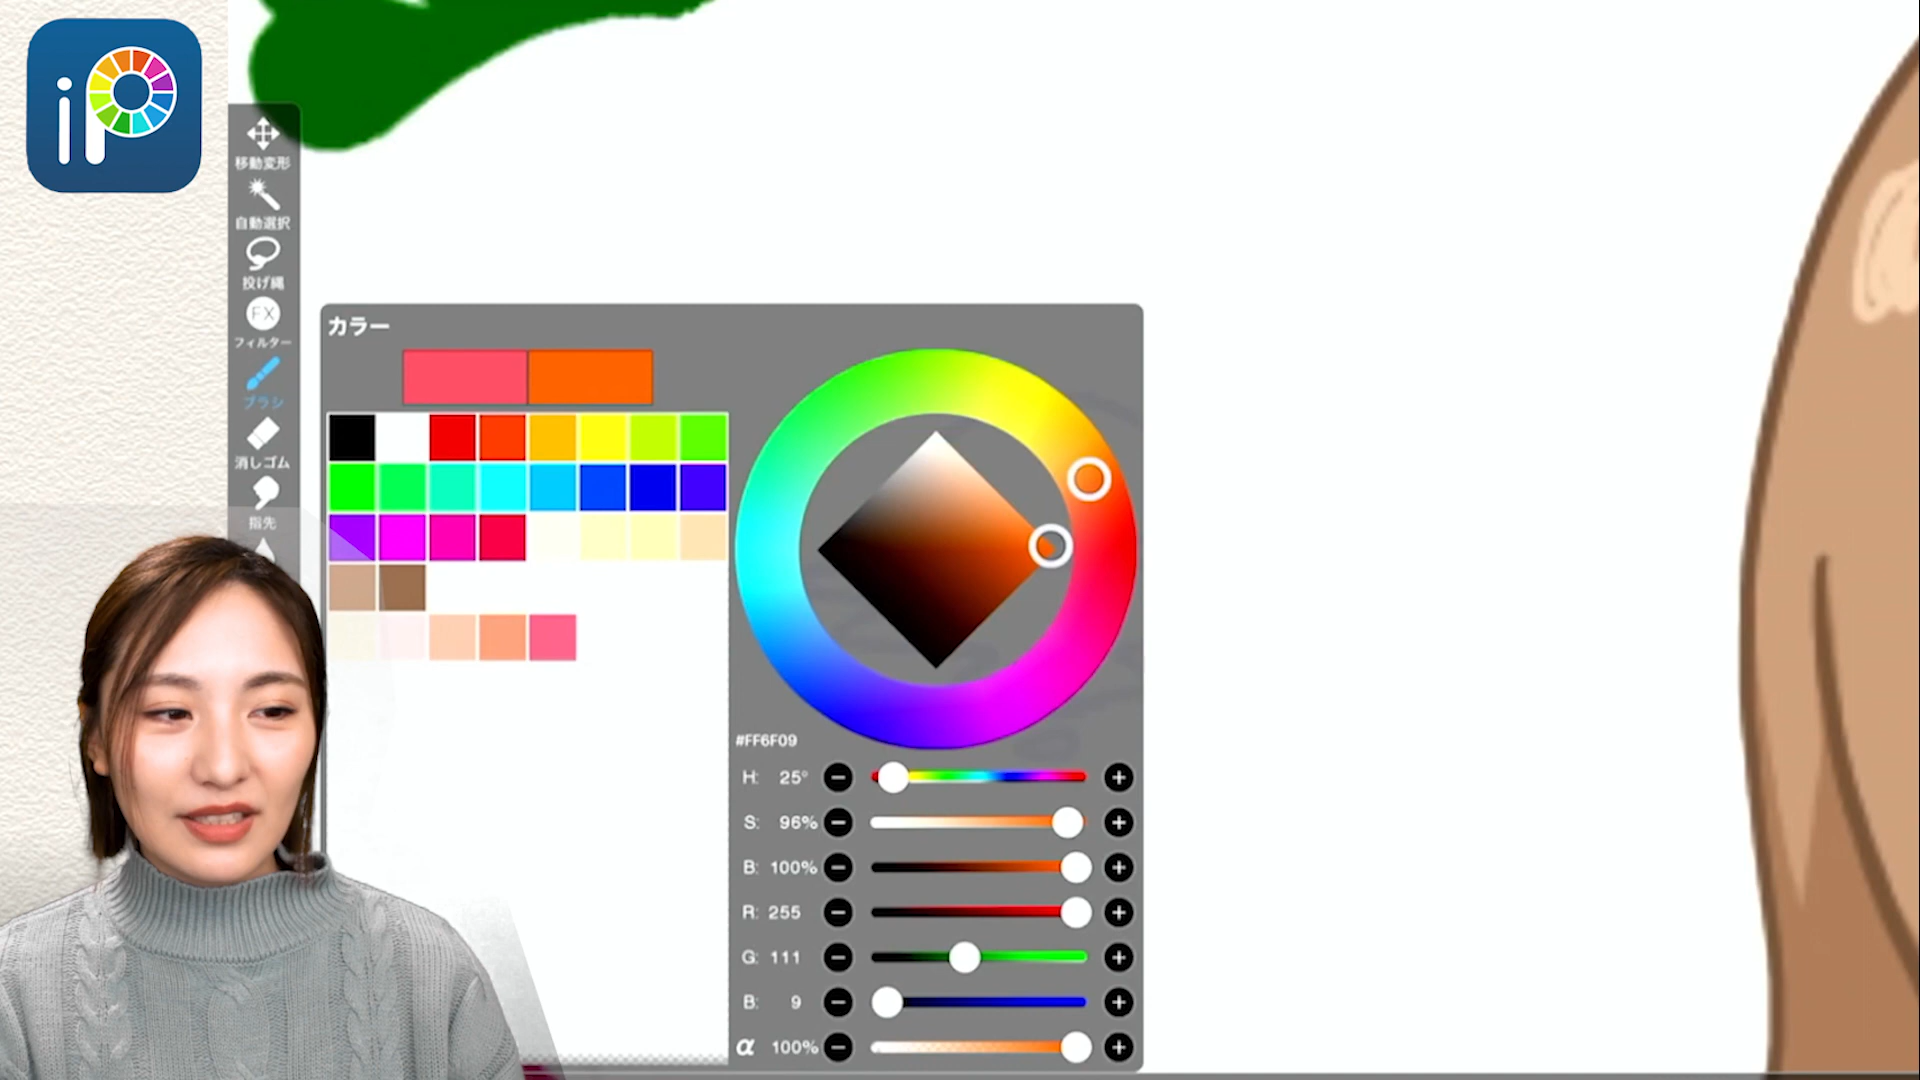 iP
移動変形
自動選択
投げ縄
FX
フィルター
ブラシ
消しゴム
指先
カラー
#FF6F09
H: 25°
S: 96%
B: 100%
R: 255
G: 111
B: 9
α 100%